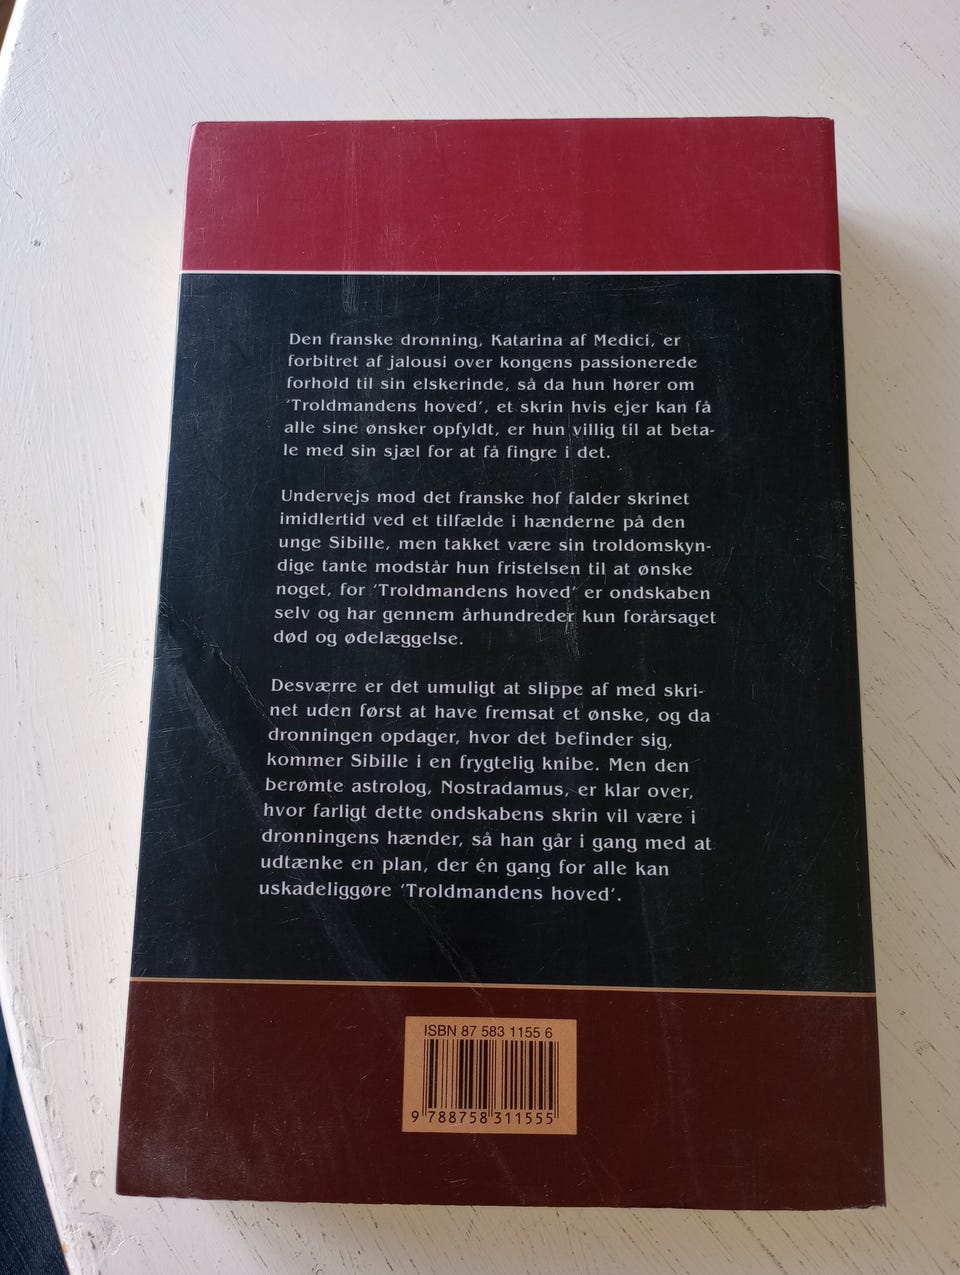 Den franske dronning, Katarina af Medici, er
forbitret af jalousi over kongens passionerede
forhold til sin elskerinde, så da hun hører om
'Troldmandens hoved', et skrin hvis ejer kan få
alle sine ønsker opfyldt, er hun villig til at beta-
le med sin sjæl for at få fingre i det.
Undervejs mod det franske hof falder skrinet
imidlertid ved et tilfælde i hænderne på den
unge Sibille, men takket være sin troldomskyn-
dige tante modstår hun fristelsen til at ønske
noget, for 'Troldmandens hoved' er ondskaben
selv og har gennem århundreder kun forårsaget
død og ødelæggelse.
Desværre er det umuligt at slippe af med skri-
net uden først at have fremsat et ønske, og da
dronningen opdager, hvor det befinder sig,
kommer Sibille i en frygtelig knibe. Men den
berømte astrolog, Nostradamus, er klar over,
hvor farligt dette ondskabens skrin vil være i
dronningens hænder, så han går i gang med at
udtænke en plan, der én gang for alle kan
uskadeliggøre 'Troldmandens hoved'.
ISBN 87 583 1155 6
9 788758 311555